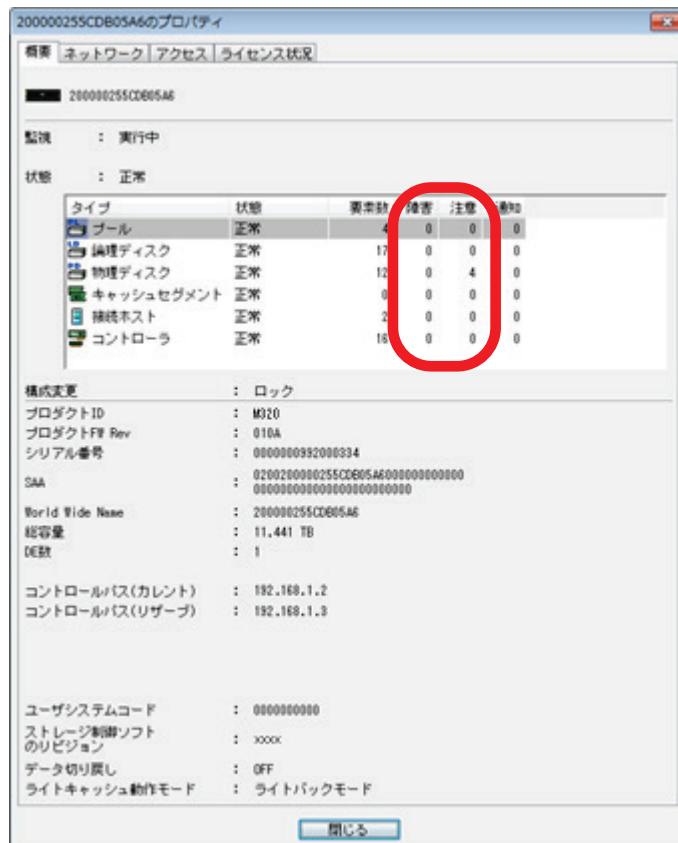 200000255CDB05A6のプロパティ
概要 ネットワーク アクセス ライセンス状況
200000255CDB05A6
監視 : 実行中
状態 : 正常
タイプ 状態 要素数 障害 注意 通知
プール 正常 4 0 0 0
論理ディスク 正常 17 0 0 0
物理ディスク 正常 12 0 4 0
キャッシュセグメント 正常 0 0 0 0
接続ホスト 正常 2 0 0 0
コントローラ 正常 16 0 0 0
構成変更 : ロック
プロダクトID : M320
プロダクトFW Rev : 010A
シリアル番号 : 0000000992000334
SAA : 0200200000255CDB05A6000000000000
000000000000000000000000
World Wide Name : 200000255CDB05A6
総容量 : 11.441 TB
DE数 : 1
コントロールパス(カレント) : 192.168.1.2
コントロールパス(リザーブ) : 192.168.1.3
ユーザシステムコード : 0000000000
ストレージ制御ソフト
のリビジョン : xxxx
データ切り戻し : OFF
ライトキャッシュ動作モード : ライトバックモード
閉じる